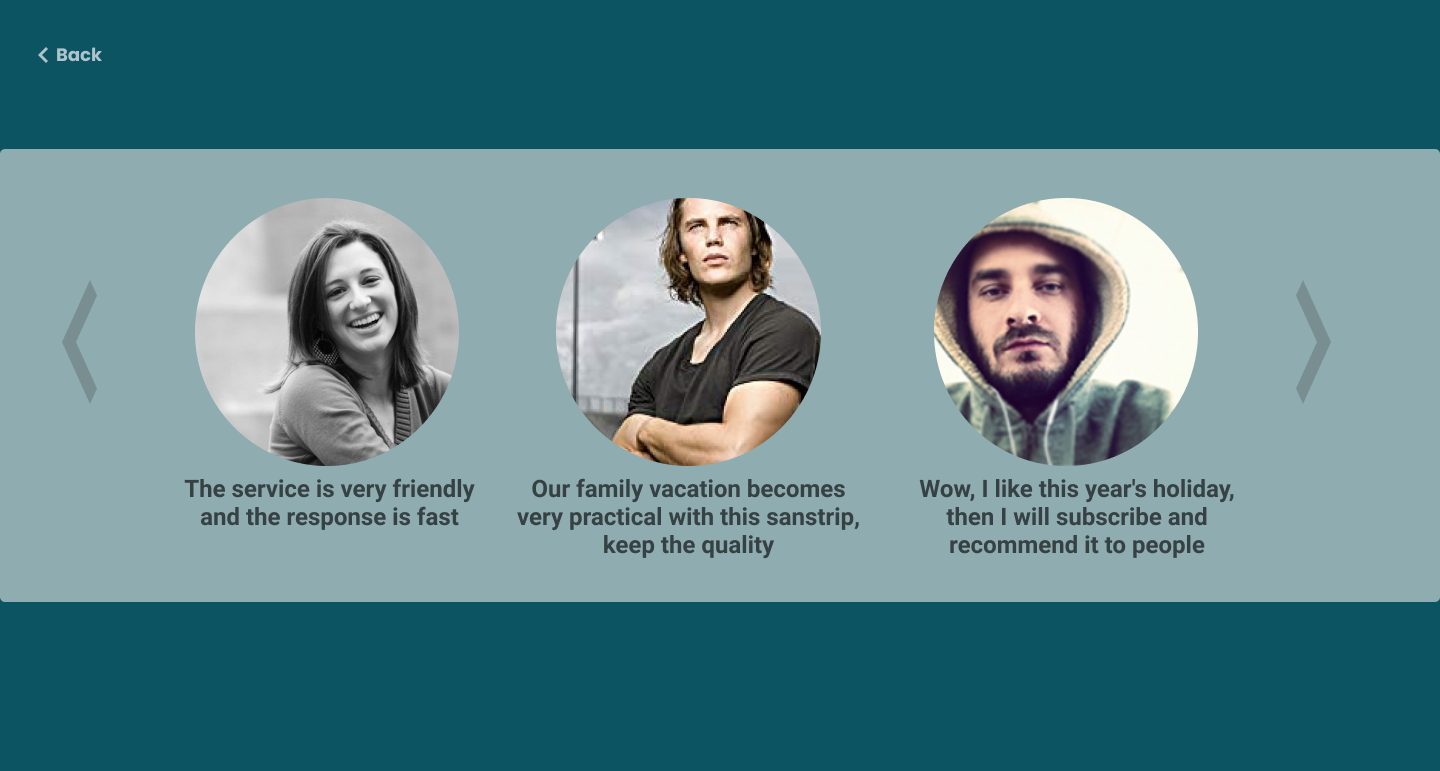 Back
The service is very friendly
and the response is fast
Our family vacation becomes
very practical with this sanstrip,
keep the quality
Wow, I like this year's holiday,
then I will subscribe and
recommend it to people